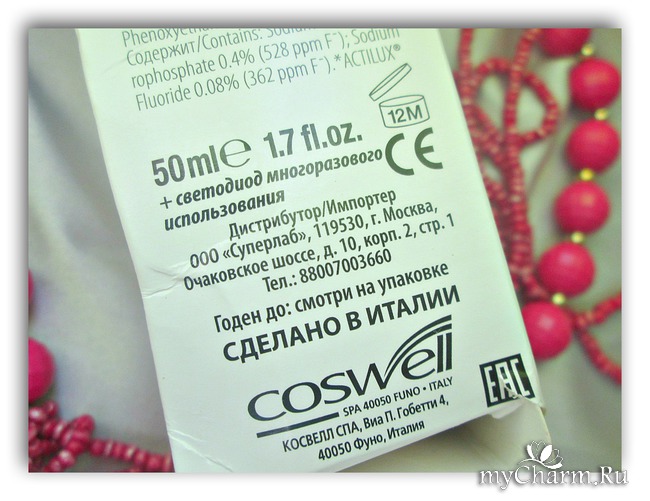 Phenoxyet
Содержит/Contains: Sodiu
rophosphate 0.4% (528 ppm F⁻); Sodium
Fluoride 0.08% (362 ppm F⁻).*ACTILUX®
12M
50ml℮ 1.7 fl.oz.
+ светодиод многоразового
использования
CE
Дистрибутор/Импортер
ООО «Суперлаб», 119530, г. Москва,
Очаковское шоссе, д. 10, корп. 2, стр. 1
Тел.: 88007003660
Годен до: смотри на упаковке
СДЕЛАНО В ИТАЛИИ
coswell
SPA 40050 FUNO • ITALY
EAC
КОСВЕЛЛ СПА, Виа П. Гобетти 4,
40050 Фуно, Италия
myCharm.Ru